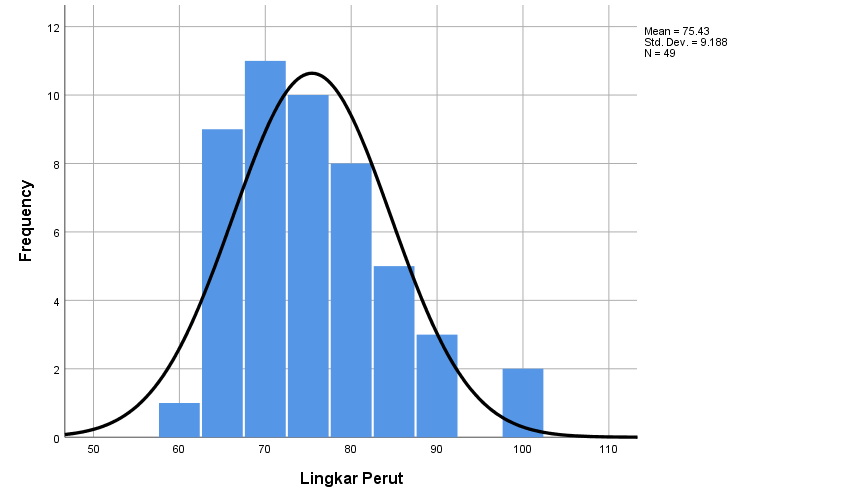 Mean = 75.43
Std. Dev. = 9.188
N = 49
12
10
8
6
4
2
0
Frequency
50 60 70 80 90 100 110
Lingkar Perut